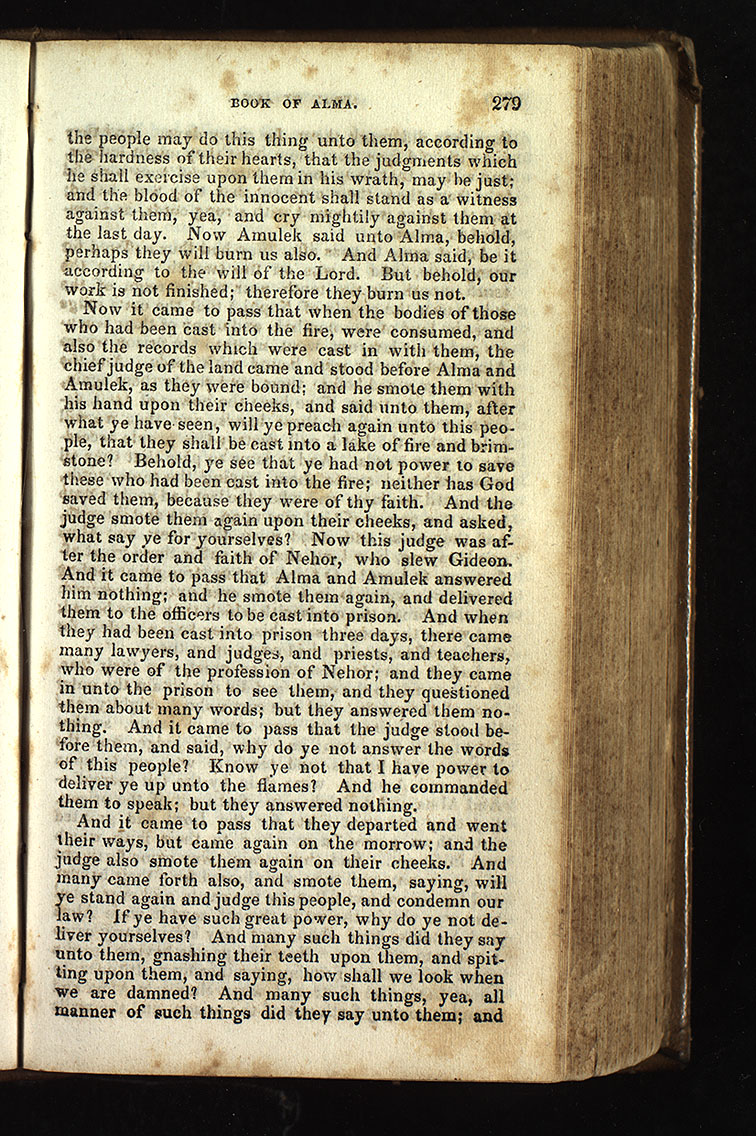 BOOK OF ALMA. 279
the people may do this thing unto them, according to
the hardness of their hearts, that the judgments which
he shall exercise upon them in his wrath, may be just;
and the blood of the innocent shall stand as a witness
against them, yea, and cry mightily against them at
the last day. Now Amulek said unto Alma, behold,
perhaps they will burn us also. And Alma said, be it
according to the will of the Lord. But behold, our
work is not finished; therefore they burn us not.
Now it came to pass that when the bodies of those
who had been cast into the fire, were consumed, and
also the records which were cast in with them, the
chief judge of the land came and stood before Alma and
Amulek, as they were bound; and he smote them with
his hand upon their cheeks, and said unto them, after
what ye have seen, will ye preach again unto this peo-
ple, that they shall be cast into a lake of fire and brim-
stone? Behold, ye see that ye had not power to save
these who had been cast into the fire; neither has God
saved them, because they were of thy faith. And the
judge smote them again upon their cheeks, and asked,
what say ye for yourselves? Now this judge was af-
ter the order and faith of Nehor, who slew Gideon.
And it came to pass that Alma and Amulek answered
him nothing; and he smote them again, and delivered
them to the officers to be cast into prison. And when
they had been cast into prison three days, there came
many lawyers, and judges, and priests, and teachers,
who were of the profession of Nehor; and they came
in unto the prison to see them, and they questioned
them about many words; but they answered them no-
thing. And it came to pass that the judge stood be-
fore them, and said, why do ye not answer the words
of this people? Know ye not that I have power to
deliver ye up unto the flames? And he commanded
them to speak; but they answered nothing.
And it came to pass that they departed and went
their ways, but came again on the morrow; and the
judge also smote them again on their cheeks. And
many came forth also, and smote them, saying, will
ye stand again and judge this people, and condemn our
law? If ye have such great power, why do ye not de-
liver yourselves? And many such things did they say
unto them, gnashing their teeth upon them, and spit-
ting upon them, and saying, how shall we look when
we are damned? And many such things, yea, all
manner of such things did they say unto them; and